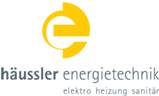 häussler energietechnik
elektro heizung sanitär